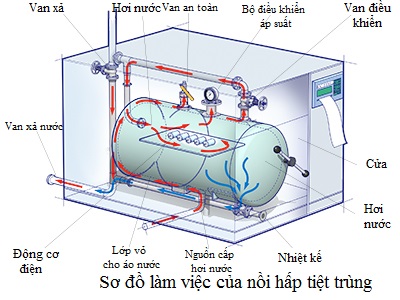 Van xả
Hơi nước
Van an toàn
Bộ điều khiển
áp suất
Van điều
khiển
Van xả nước
Cửa
Hơi
nước
Động cơ
điện
Lớp vỏ
cho áo nước
Nguồn cấp
hơi nước
Nhiệt kế
Sơ đồ làm việc của nồi hấp tiệt trùng